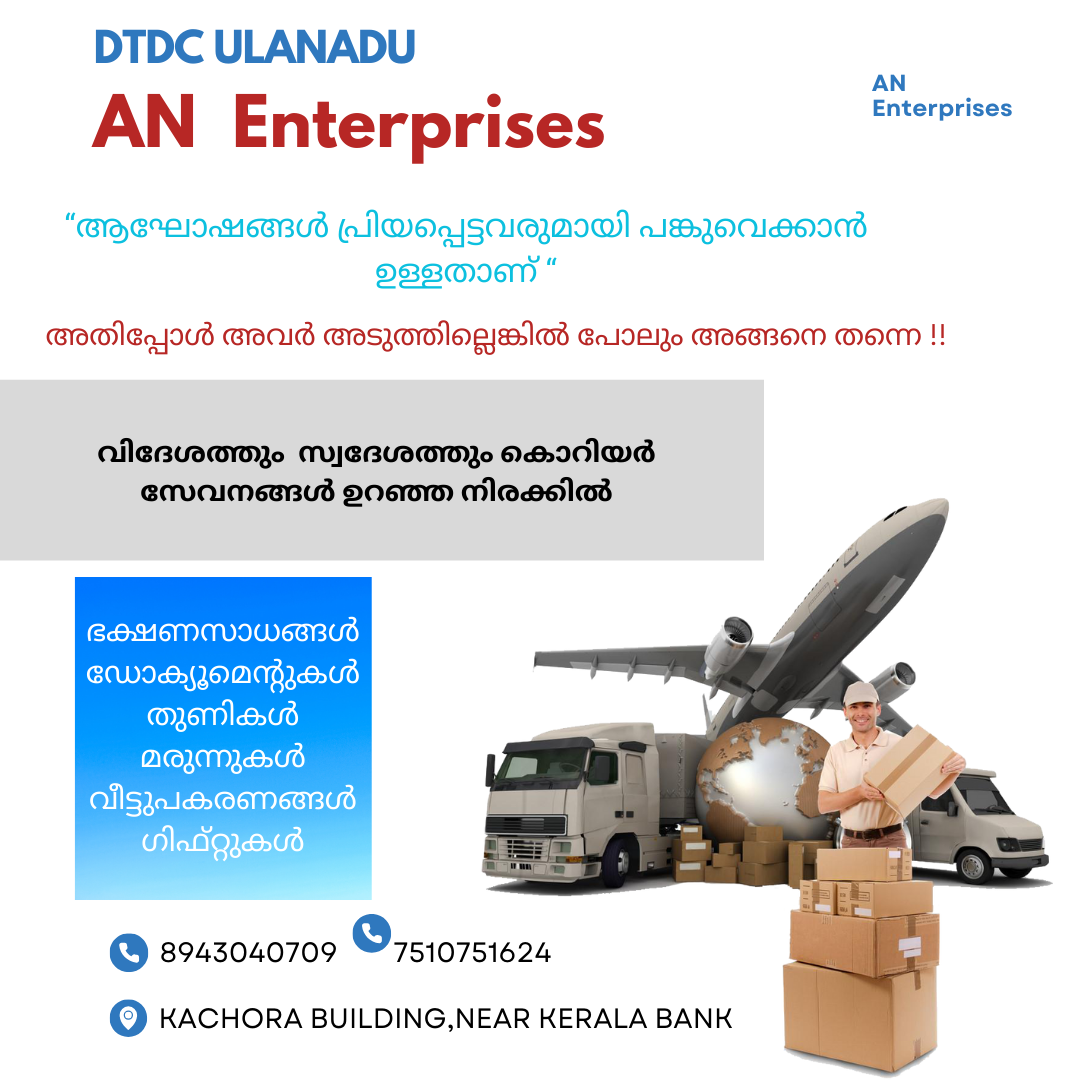 DTDC ULANADU
AN Enterprises
AN
Enterprises
“ആഘോഷങ്ങൾ പ്രിയപ്പെട്ടവരുമായി പങ്കുവെക്കാൻ
ഉള്ളതാണ് “
അതിപ്പോൾ അവർ അടുത്തില്ലെങ്കിൽ പോലും അങ്ങനെ തന്നെ !!
വിദേശത്തും സ്വദേശത്തും കൊറിയർ
സേവനങ്ങൾ ഉറഞ്ഞ നിരക്കിൽ
ഭക്ഷണസാധങ്ങൾ
ഡോക്യൂമെന്റുകൾ
തുണികൾ
മരുന്നുകൾ
വീട്ടുപകരണങ്ങൾ
ഗിഫ്റ്റുകൾ
8943040709 7510751624
KACHORA BUILDING,NEAR KERALA BANK